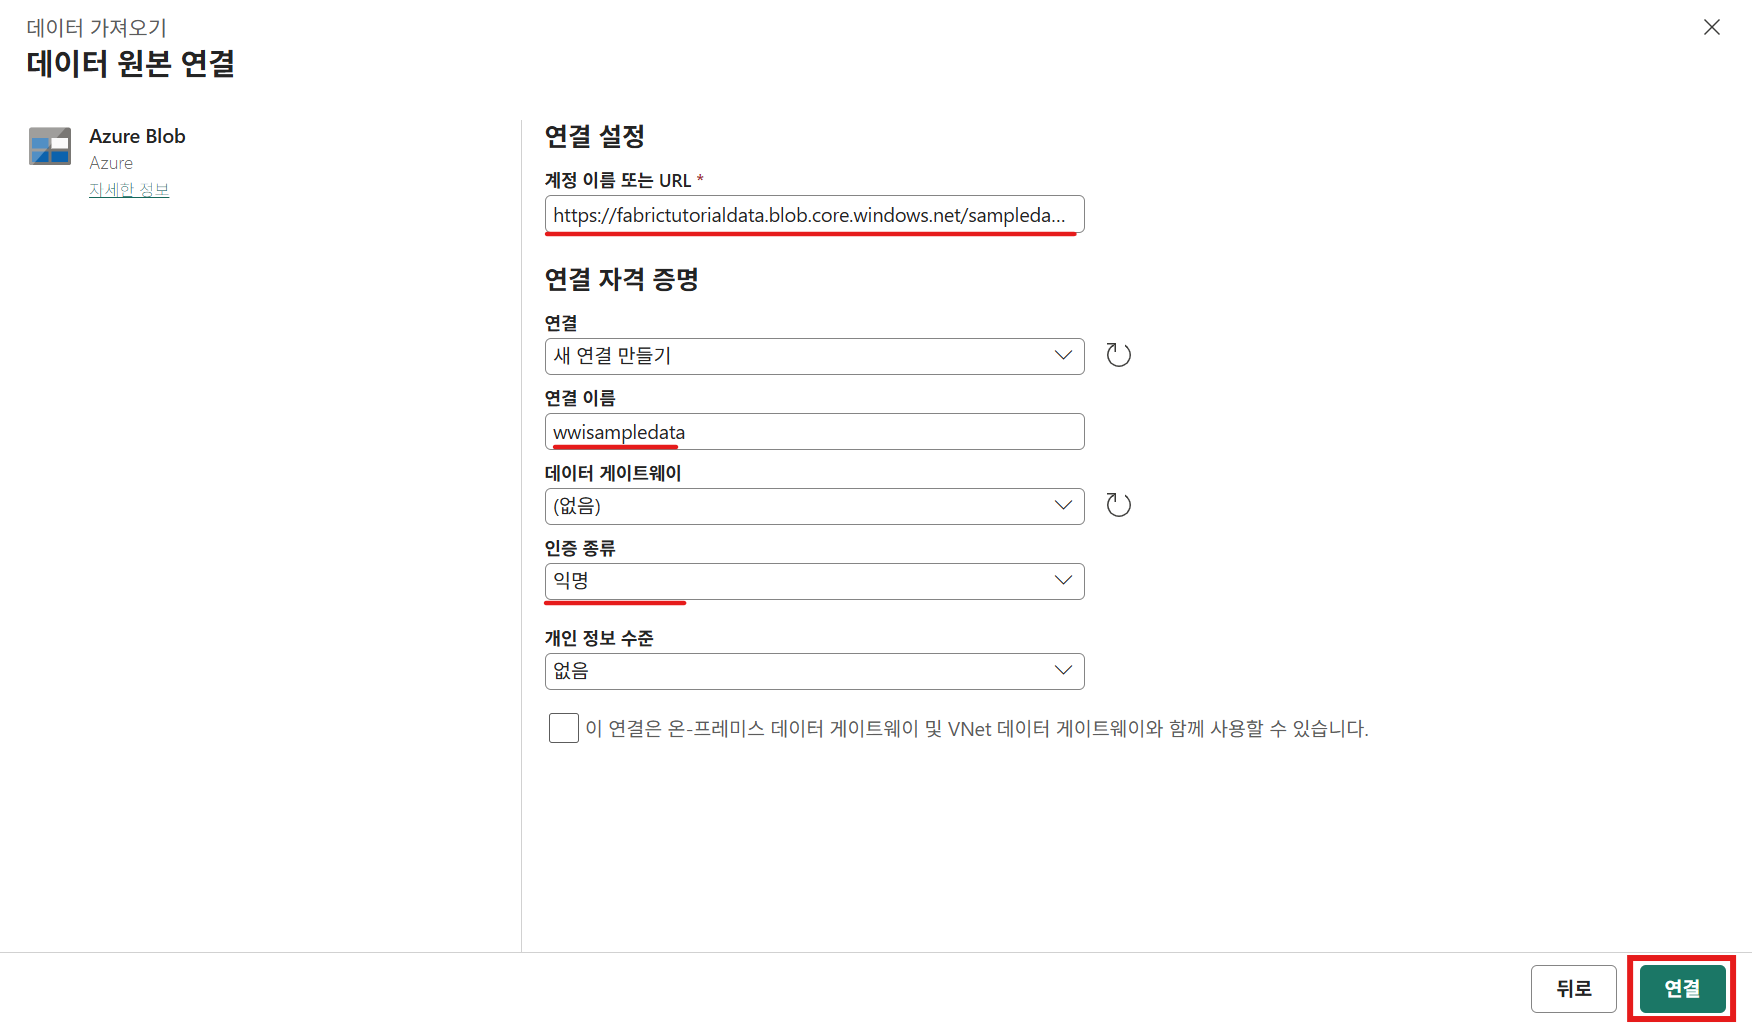 데이터 가져오기
데이터 원본 연결
Azure Blob
Azure
자세한 정보
연결 설정
계정 이름 또는 URL *
https://fabrictutorialdata.blob.core.windows.net/sampleda...
연결 자격 증명
연결
새 연결 만들기
연결 이름
wwisampledata
데이터 게이트웨이
(없음)
인증 종류
익명
개인 정보 수준
없음
이 연결은 온-프레미스 데이터 게이트웨이 및 VNet 데이터 게이트웨이와 함께 사용할 수 있습니다.
뒤로
연결